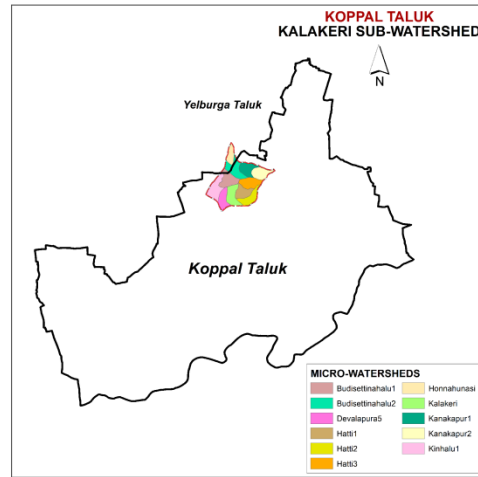 KOPPAL TALUK
KALAKERI SUB-WATERSHED
N
Yelburga Taluk
Koppal Taluk
MICRO-WATERSHEDS
Budisettinahalu1
Budisettinahalu2
Devalapura5
Hatti1
Hatti2
Hatti3
Honnahunasi
Kalakeri
Kanakapur1
Kanakapur2
Kinhalu1